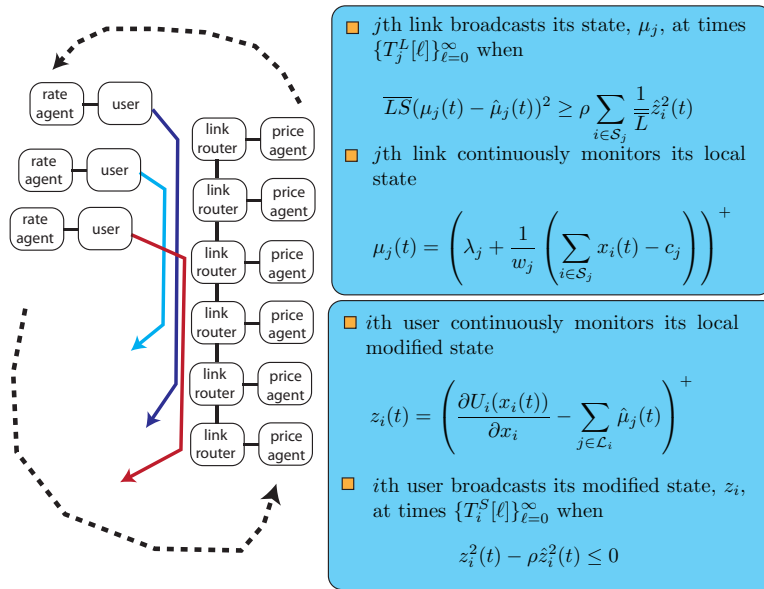 rate
agent
user
rate
agent
user
rate
agent
user
link
router
price
agent
link
router
price
agent
link
router
price
agent
link
router
price
agent
link
router
price
agent
link
router
price
agent
jth link broadcasts its state, μ_j, at times
{T_j^L[ℓ]}_{ℓ=0}^∞ when
\overline{LS}(μ_j(t) − \hat{μ}_j(t))^2 ≥ ρ ∑_{i∈S_j} \frac{1}{L} \hat{z}_i^2(t)
jth link continuously monitors its local
state
μ_j(t) = ( λ_j + \frac{1}{w_j} ( ∑_{i∈S_j} x_i(t) − c_j ) )^+
ith user continuously monitors its local
modified state
z_i(t) = ( \frac{∂U_i(x_i(t))}{∂x_i} − ∑_{j∈L_i} \hat{μ}_j(t) )^+
ith user broadcasts its modified state, z_i,
at times {T_i^S[ℓ]}_{ℓ=0}^∞ when
z_i^2(t) − ρ\hat{z}_i^2(t) ≤ 0